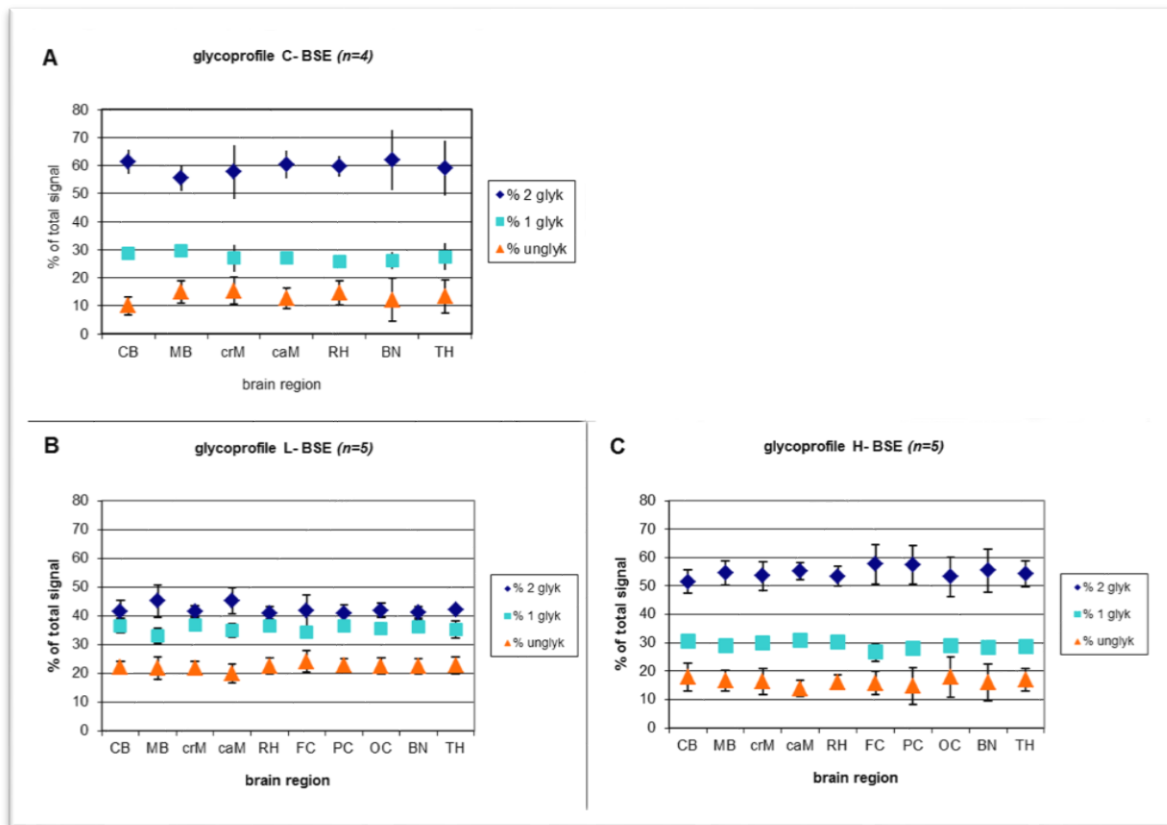 A
glycoprofile C- BSE (n=4)
% of total signal
80
70
60
50
40
30
20
10
0
CB MB crM caM RH BN TH
brain region
% 2 glyk
% 1 glyk
% unglyk
B
glycoprofile L- BSE (n=5)
% of total signal
80
70
60
50
40
30
20
10
0
CB MB crM caM RH FC PC OC BN TH
brain region
% 2 glyk
% 1 glyk
% unglyk
C
glycoprofile H- BSE (n=5)
% of total signal
80
70
60
50
40
30
20
10
0
CB MB crM caM RH FC PC OC BN TH
brain region
% 2 glyk
% 1 glyk
% unglyk